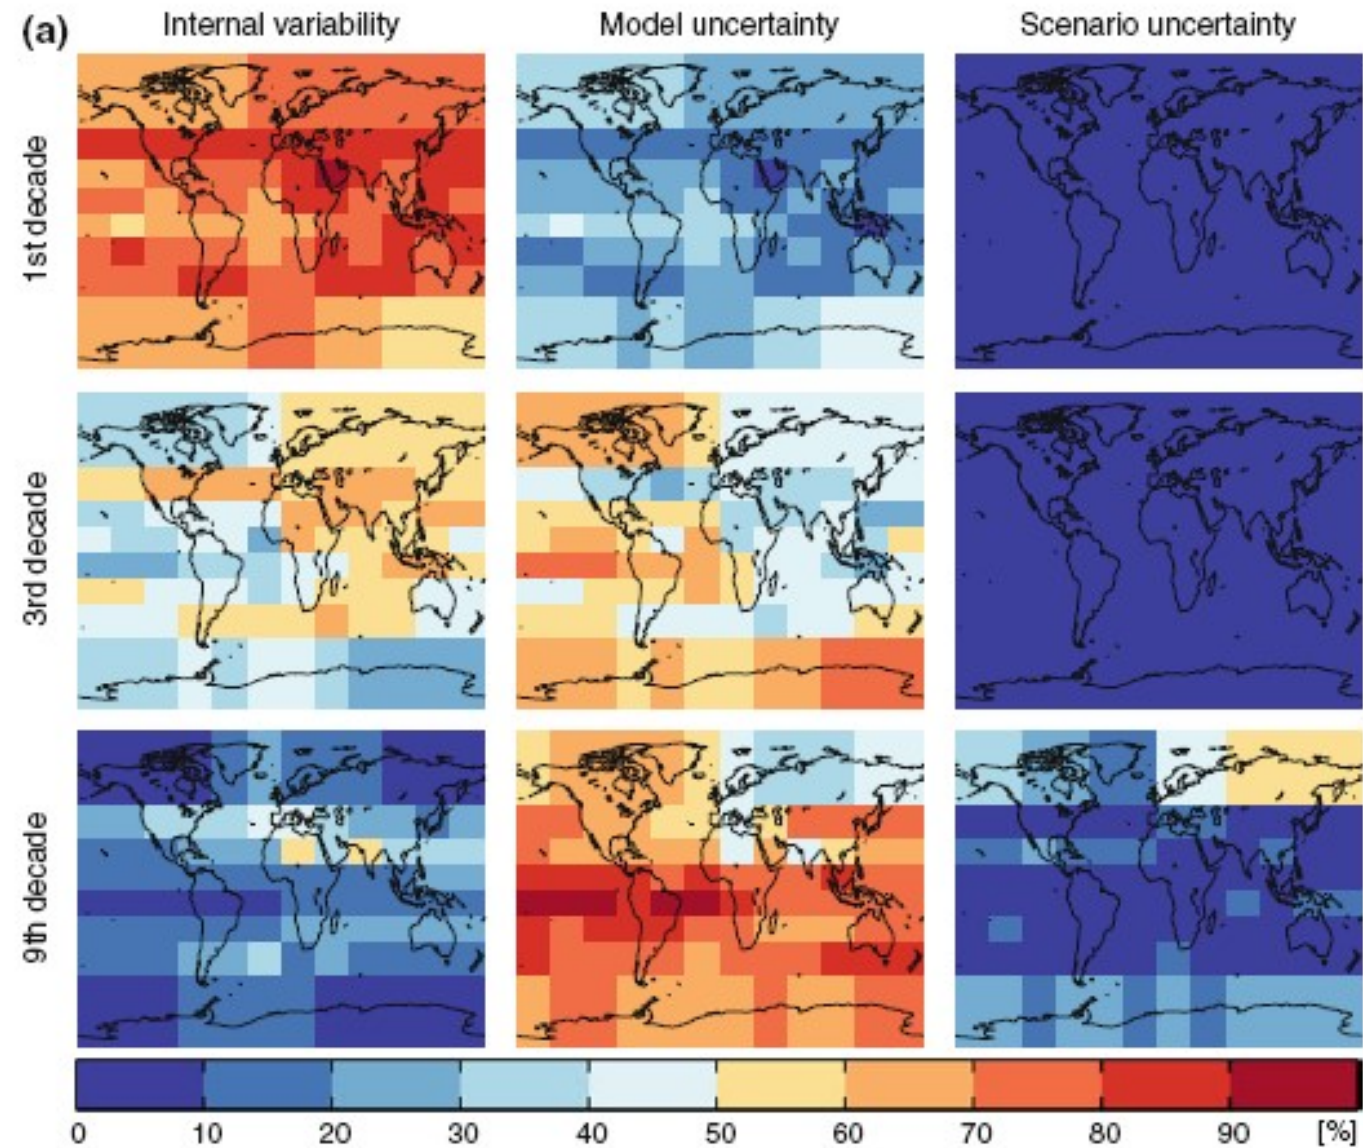 (a)
Internal variability Model uncertainty Scenario uncertainty
1st decade
3rd decade
9th decade
0 10 20 30 40 50 60 70 80 90 [%]